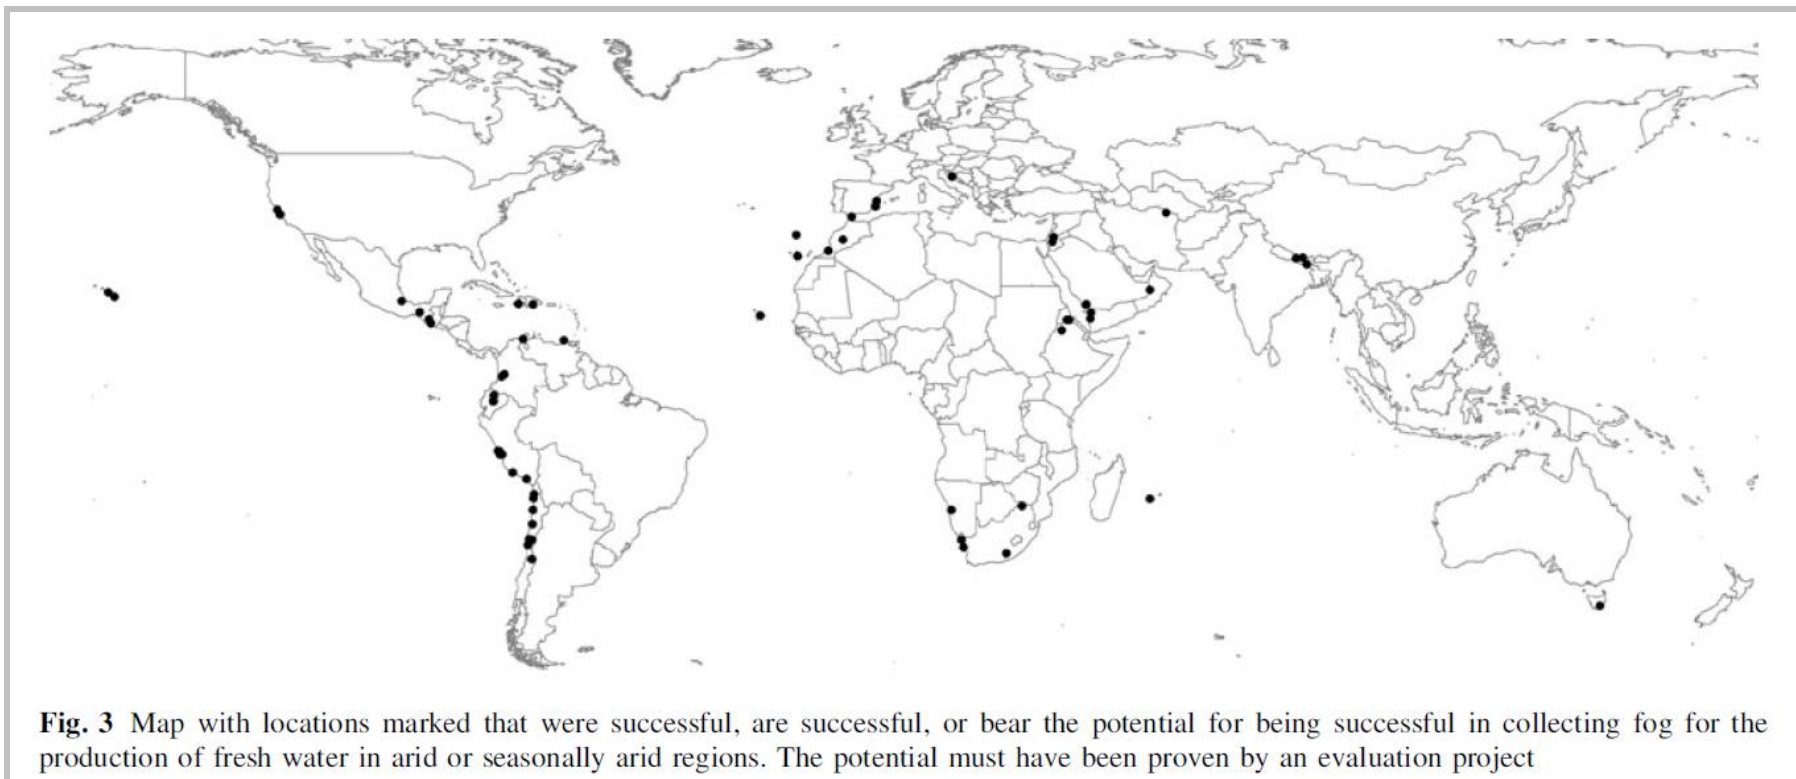 Fig. 3 Map with locations marked that were successful, are successful, or bear the potential for being successful in collecting fog for the
production of fresh water in arid or seasonally arid regions. The potential must have been proven by an evaluation project